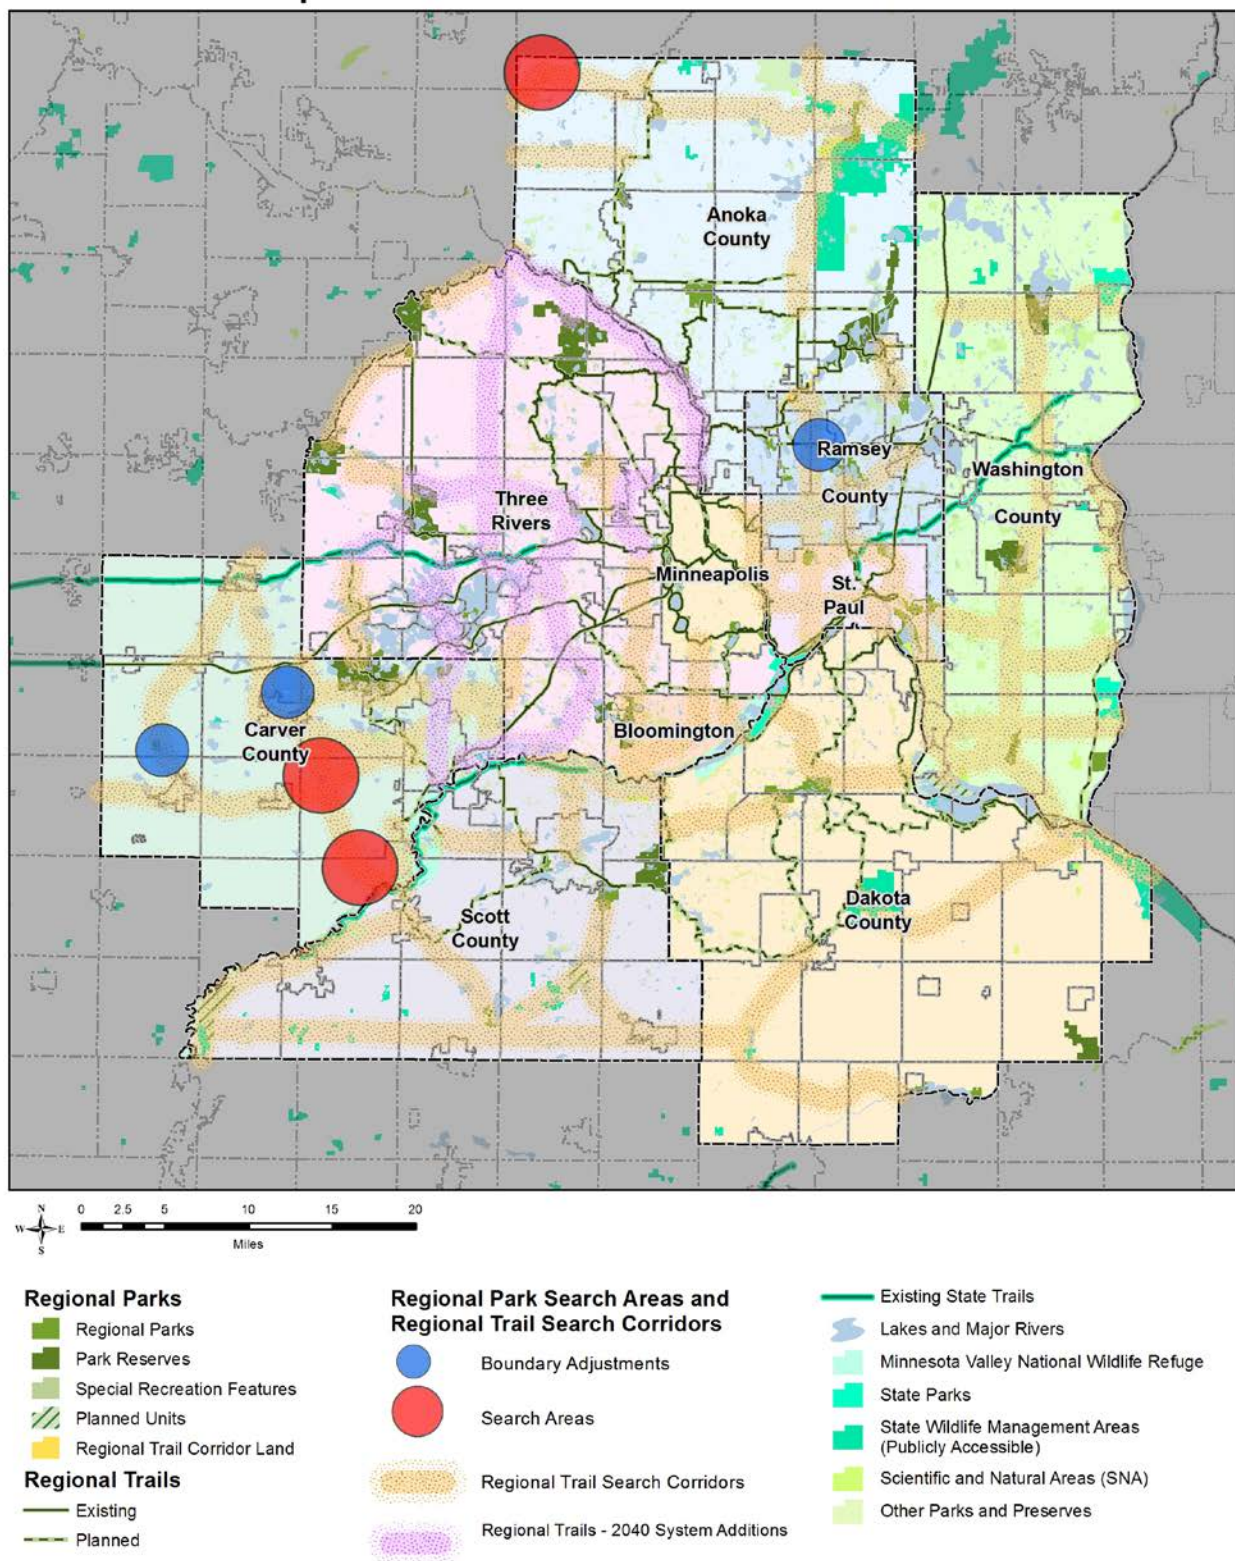 Anoka
County
Ramsey
County
Washington
County
Three
Rivers
Minneapolis
St.
Paul
Carver
County
Bloomington
Scott
County
Dakota
County
N
W E
S
0 2.5 5 10 15 20
Miles
Regional Parks
Regional Parks
Park Reserves
Special Recreation Features
Planned Units
Regional Trail Corridor Land
Regional Trails
Existing
Planned
Regional Park Search Areas and
Regional Trail Search Corridors
Boundary Adjustments
Search Areas
Regional Trail Search Corridors
Regional Trails - 2040 System Additions
Existing State Trails
Lakes and Major Rivers
Minnesota Valley National Wildlife Refuge
State Parks
State Wildlife Management Areas
(Publicly Accessible)
Scientific and Natural Areas (SNA)
Other Parks and Preserves